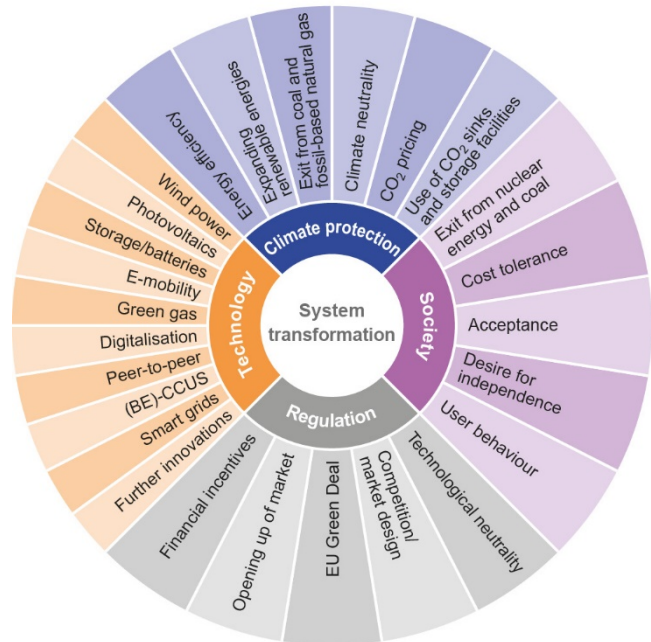 System
transformation
Climate protection
Energy efficiency
Expanding
renewable energies
Exit from coal and
fossil-based natural gas
Climate neutrality
CO₂ pricing
Use of CO₂ sinks
and storage facilities
Society
Exit from nuclear
energy and coal
Cost tolerance
Acceptance
Desire for
independence
User behaviour
Regulation
Technological neutrality
Competition/
market design
EU Green Deal
Opening up of market
Financial incentives
Technology
Wind power
Photovoltaics
Storage/batteries
E-mobility
Green gas
Digitalisation
Peer-to-peer
(BE)-CCUS
Smart grids
Further innovations